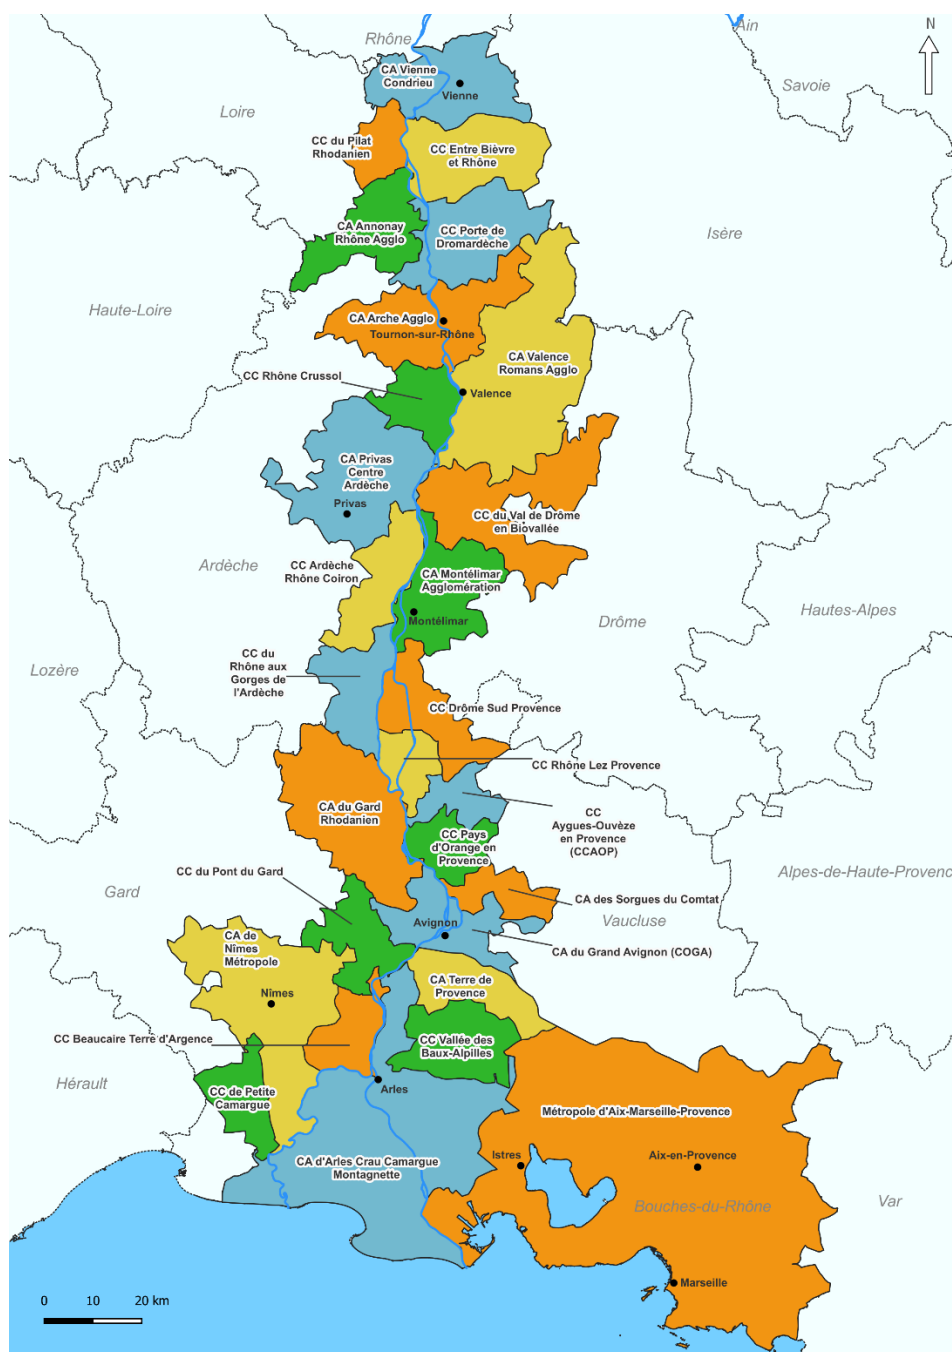 Rhône
Ain
N
CA Vienne
Condrieu
Vienne
Savoie
Loire
CC du Pilat
Rhodanien
CC Entre Bièvre
et Rhône
CA Annonay
Rhône Agglo
CC Porte de
Dromardèche
Isère
Haute-Loire
CA Arche Agglo
Tournon-sur-Rhône
CA Valence
Romans Agglo
CC Rhône Crussol
Valence
CA Privas
Centre
Ardèche
Privas
CC du Val de Drôme
en Biovallée
Ardèche
CC Ardèche
Rhône Coiron
CA Montélimar
Agglomération
Montélimar
Drôme
Hautes-Alpes
Lozère
CC du
Rhône aux
Gorges de
l'Ardèche
CC Drôme Sud Provence
CC Rhône Lez Provence
CA du Gard
Rhodanien
CC
Aygues-Ouvèze
en Provence
(CCAOP)
CC Pays
d'Orange en
Provence
CC du Pont du Gard
Alpes-de-Haute-Provenc
Gard
CA des Sorgues du Comtat
Vaucluse
Avignon
CA du Grand Avignon (COGA)
CA de
Nîmes
Métropole
Nîmes
CA Terre de
Provence
CC Beaucaire Terre d'Argence
CC Vallée des
Baux-Alpilles
Hérault
CC de Petite
Camargue
Arles
Métropole d'Aix-Marseille-Provence
CA d'Arles Crau Camargue
Montagnette
Istres
Aix-en-Provence
Bouches-du-Rhône
Var
Marseille
0 10 20 km